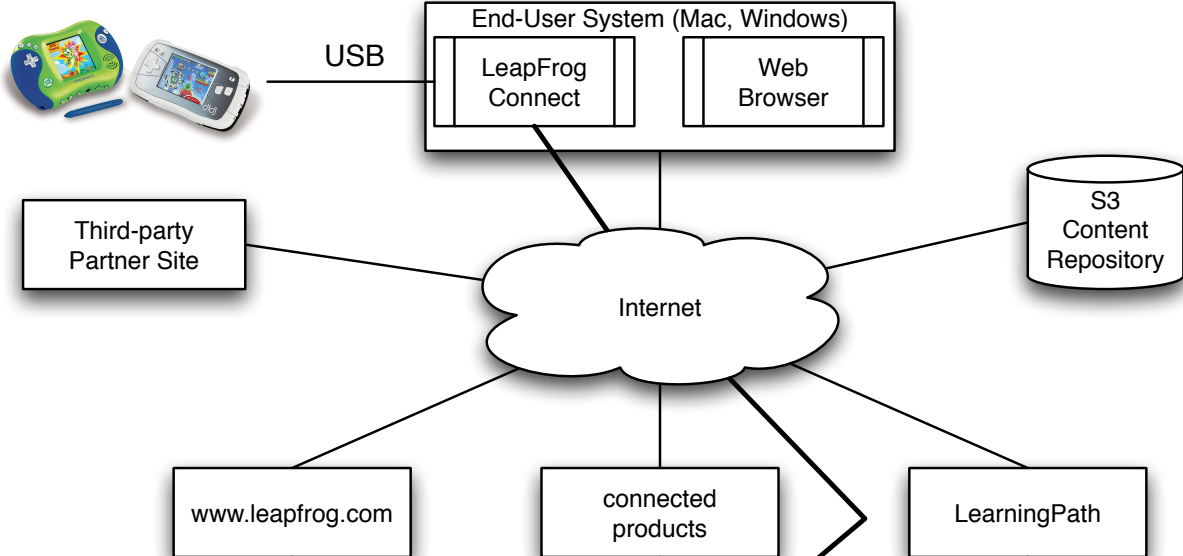 End-User System (Mac, Windows)
USB
LeapFrog
Connect
Web
Browser
didj
Third-party
Partner Site
S3
Content
Repository
Internet
www.leapfrog.com
connected
products
LearningPath